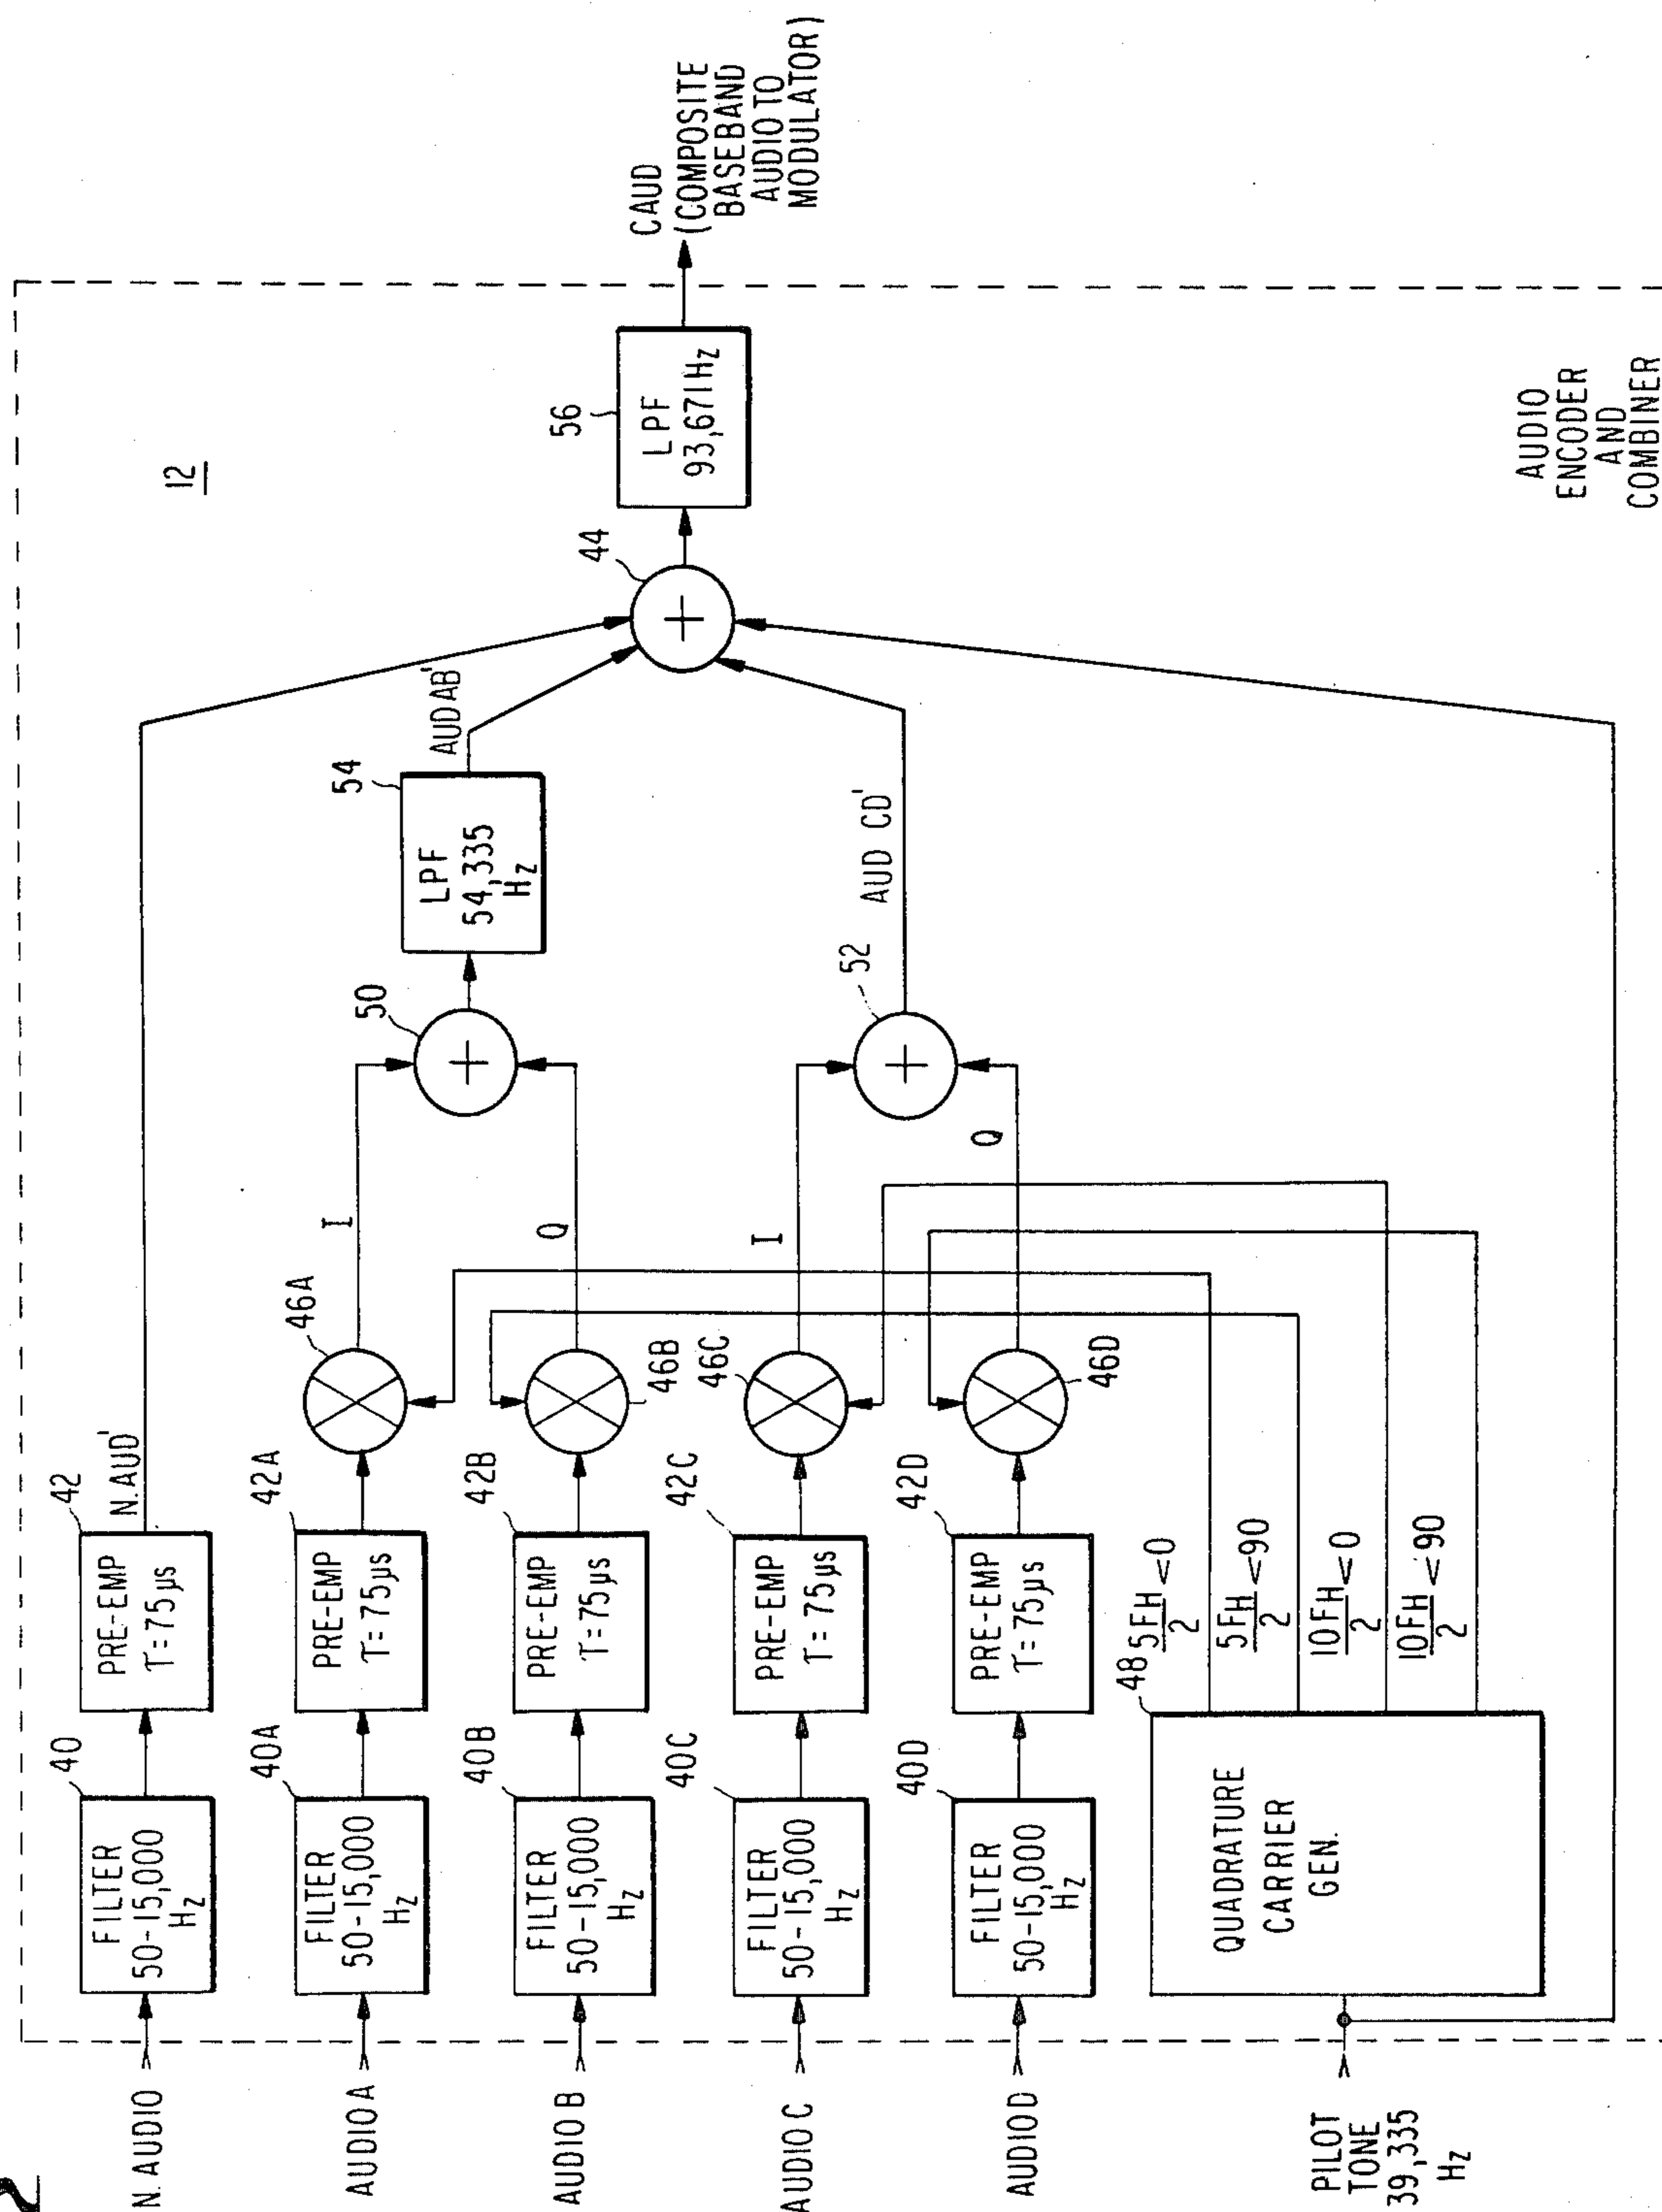 2
12
N. AUDIO
40
FILTER
50-15,000
Hz
42
PRE-EMP
T=75µs
N.AUD'
AUDIO A
40A
FILTER
50-15,000
Hz
42A
PRE-EMP
T=75µs
46A
I
AUDIO B
40B
FILTER
50-15,000
Hz
42B
PRE-EMP
T=75µs
46B
Q
50
+
54
LPF
54,335
Hz
AUDAB'
AUDIO C
40C
FILTER
50-15,000
Hz
42C
PRE-EMP
T=75µs
46C
I
AUDIO D
40D
FILTER
50-15,000
Hz
42D
PRE-EMP
T=75µs
46D
Q
52
+
AUD CD'
44
+
56
LPF
93,671Hz
CAUD
(COMPOSITE
BASEBAND
AUDIO TO
MODULATOR)
PILOT
TONE
39,335
Hz
QUADRATURE
CARRIER
GEN.
48
5FH/2 <0
5FH/2 <90
10FH/2 <0
10FH/2 <90
AUDIO
ENCODER
AND
COMBINER